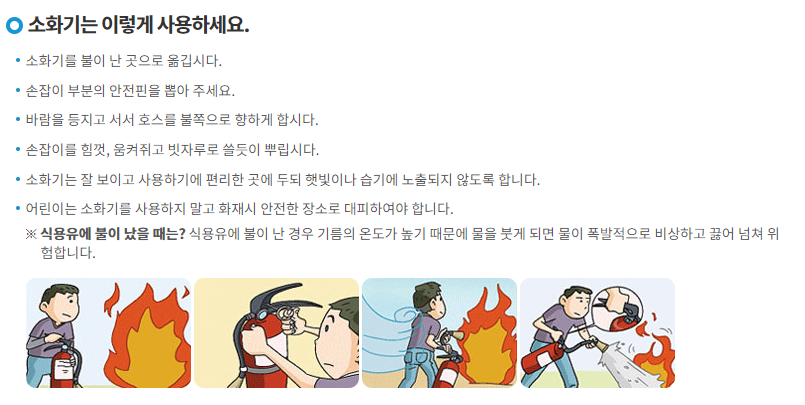 소화기는 이렇게 사용하세요.
소화기를 불이 난 곳으로 옮깁시다.
손잡이 부분의 안전핀을 뽑아 주세요.
바람을 등지고 서서 호스를 불쪽으로 향하게 합시다.
손잡이를 힘껏, 움켜쥐고 빗자루로 쓸듯이 뿌립시다.
소화기는 잘 보이고 사용하기에 편리한 곳에 두되 햇빛이나 습기에 노출되지 않도록 합니다.
어린이는 소화기를 사용하지 말고 화재시 안전한 장소로 대피하여야 합니다.
※ 식용유에 불이 났을 때는? 식용유에 불이 난 경우 기름의 온도가 높기 때문에 물을 붓게 되면 물이 폭발적으로 비상하고 끓어 넘쳐 위
험합니다.